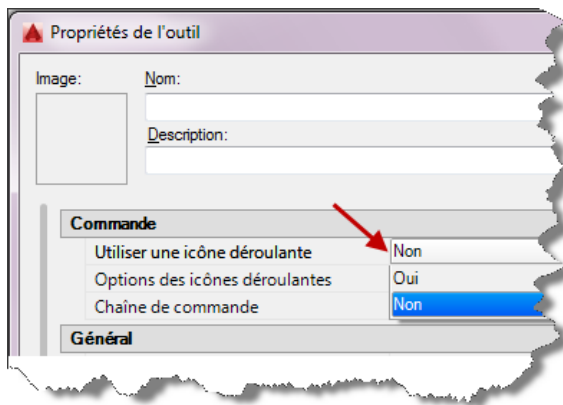 Propriétés de l'outil
Image:
Nom:
Description:
Commande
Utiliser une icône déroulante Non
Options des icônes déroulantes Oui
Chaîne de commande Non
Général